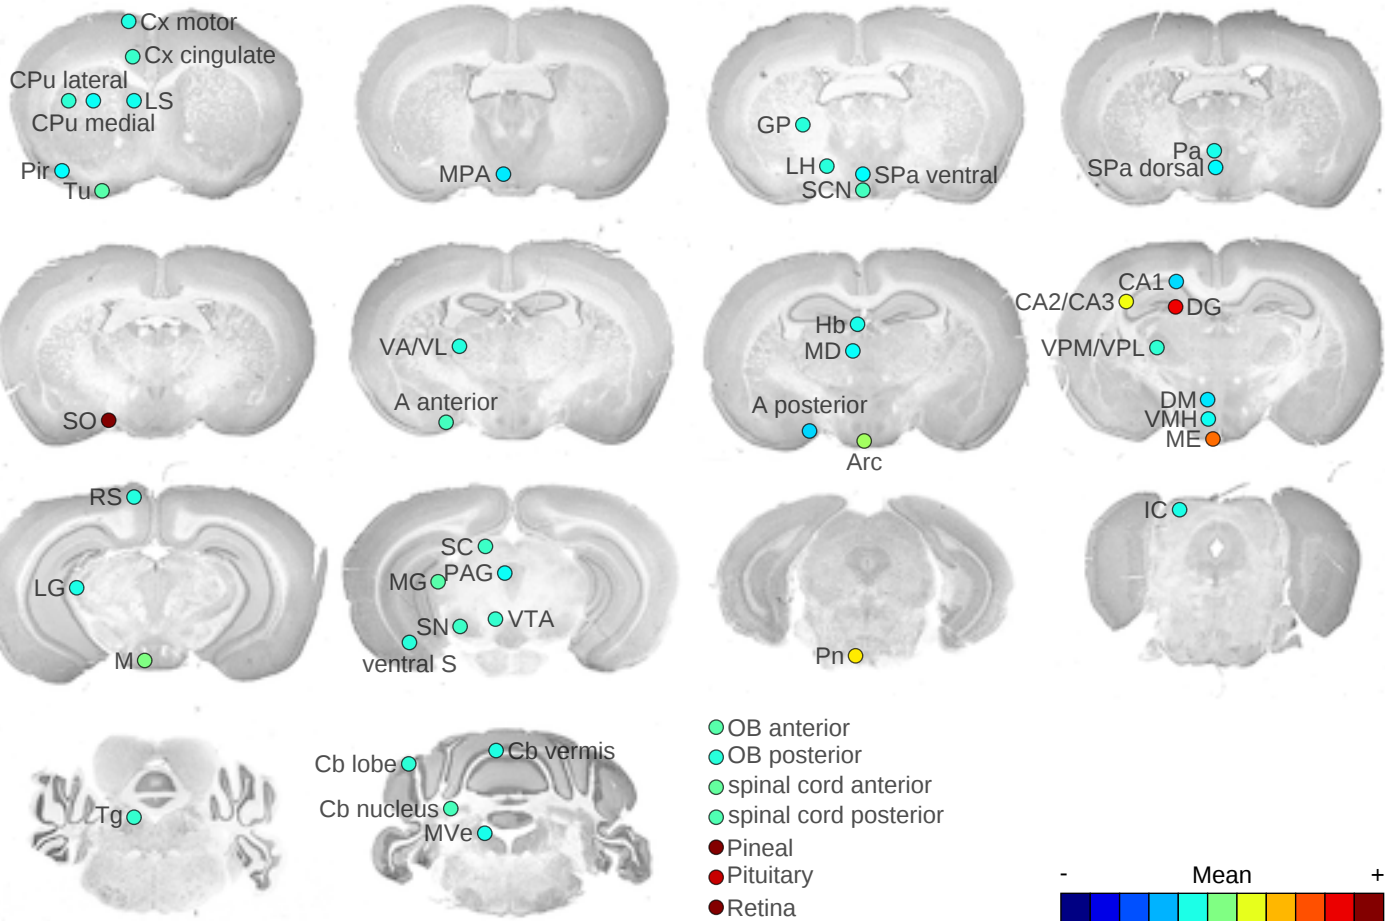 Cx motor
Cx cingulate
CPu lateral
LS
CPu medial
Pir
Tu
MPA
GP
LH
SPa ventral
SCN
Pa
SPa dorsal
SO
VA/VL
A anterior
Hb
MD
A posterior
Arc
CA1
CA2/CA3
DG
VPM/VPL
DM
VMH
ME
RS
LG
M
SC
MG
PAG
SN
VTA
ventral S
Pn
IC
Tg
Cb lobe
Cb vermis
Cb nucleus
MVe
OB anterior
OB posterior
spinal cord anterior
spinal cord posterior
Pineal
Pituitary
Retina
- Mean +